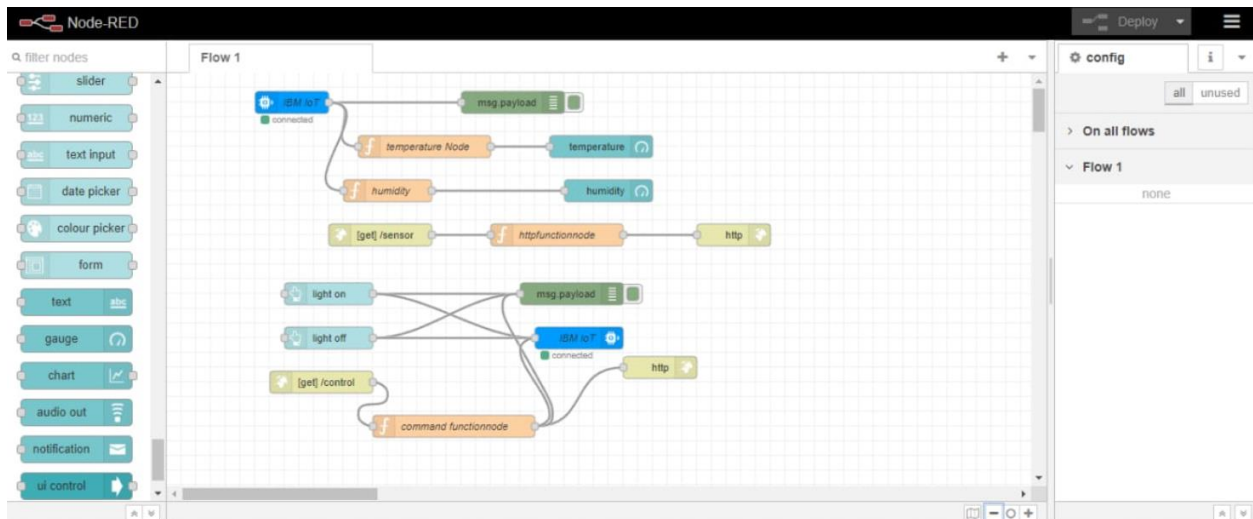 Node-RED
Deploy
filter nodes
slider
123 numeric
abc text input
date picker
colour picker
form
text abc
gauge
chart
audio out
notification
ui control
Flow 1
IBM IoT
connected
msg.payload
f temperature Node
temperature
f humidity
humidity
[get] /sensor
f httpfunctionnode
http
light on
msg.payload
light off
IBM IoT
connected
[get] /control
http
f command functionnode
config
i
all unused
On all flows
Flow 1
none